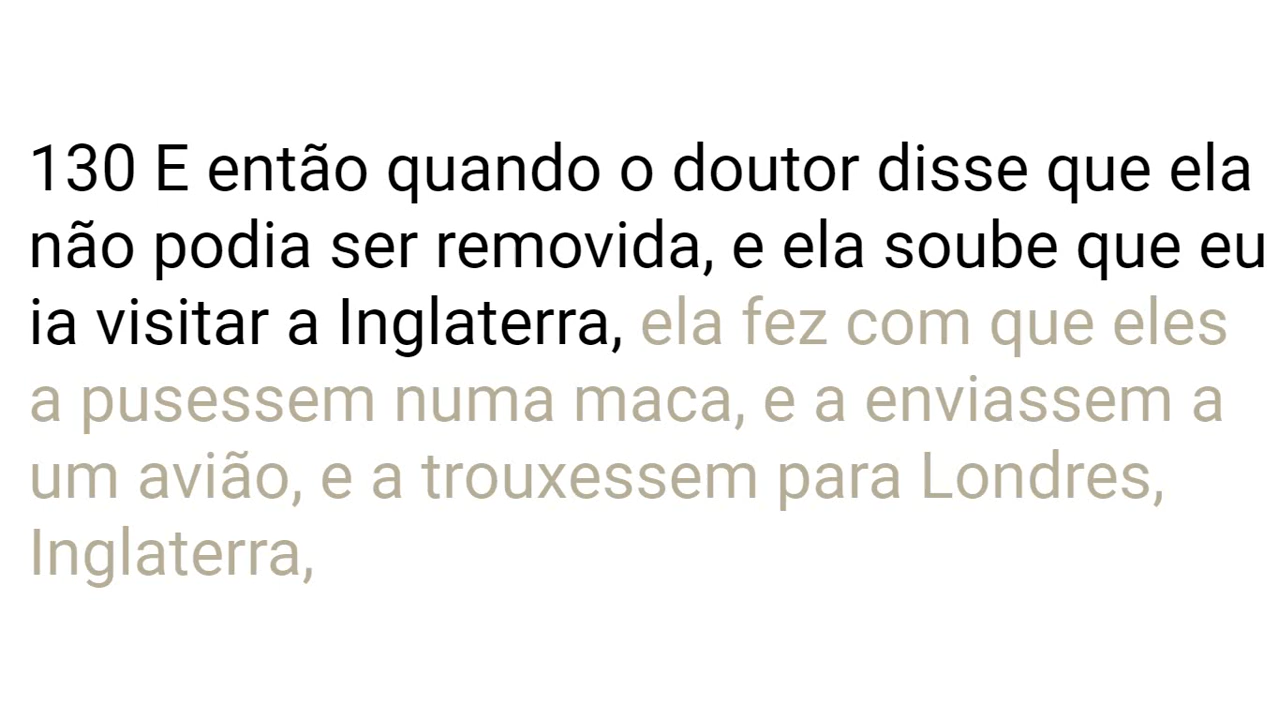 130 E então quando o doutor disse que ela
não podia ser removida, e ela soube que eu
ia visitar a Inglaterra, ela fez com que eles
a pusessem numa maca, e a enviassem a
um avião, e a trouxessem para Londres,
Inglaterra,